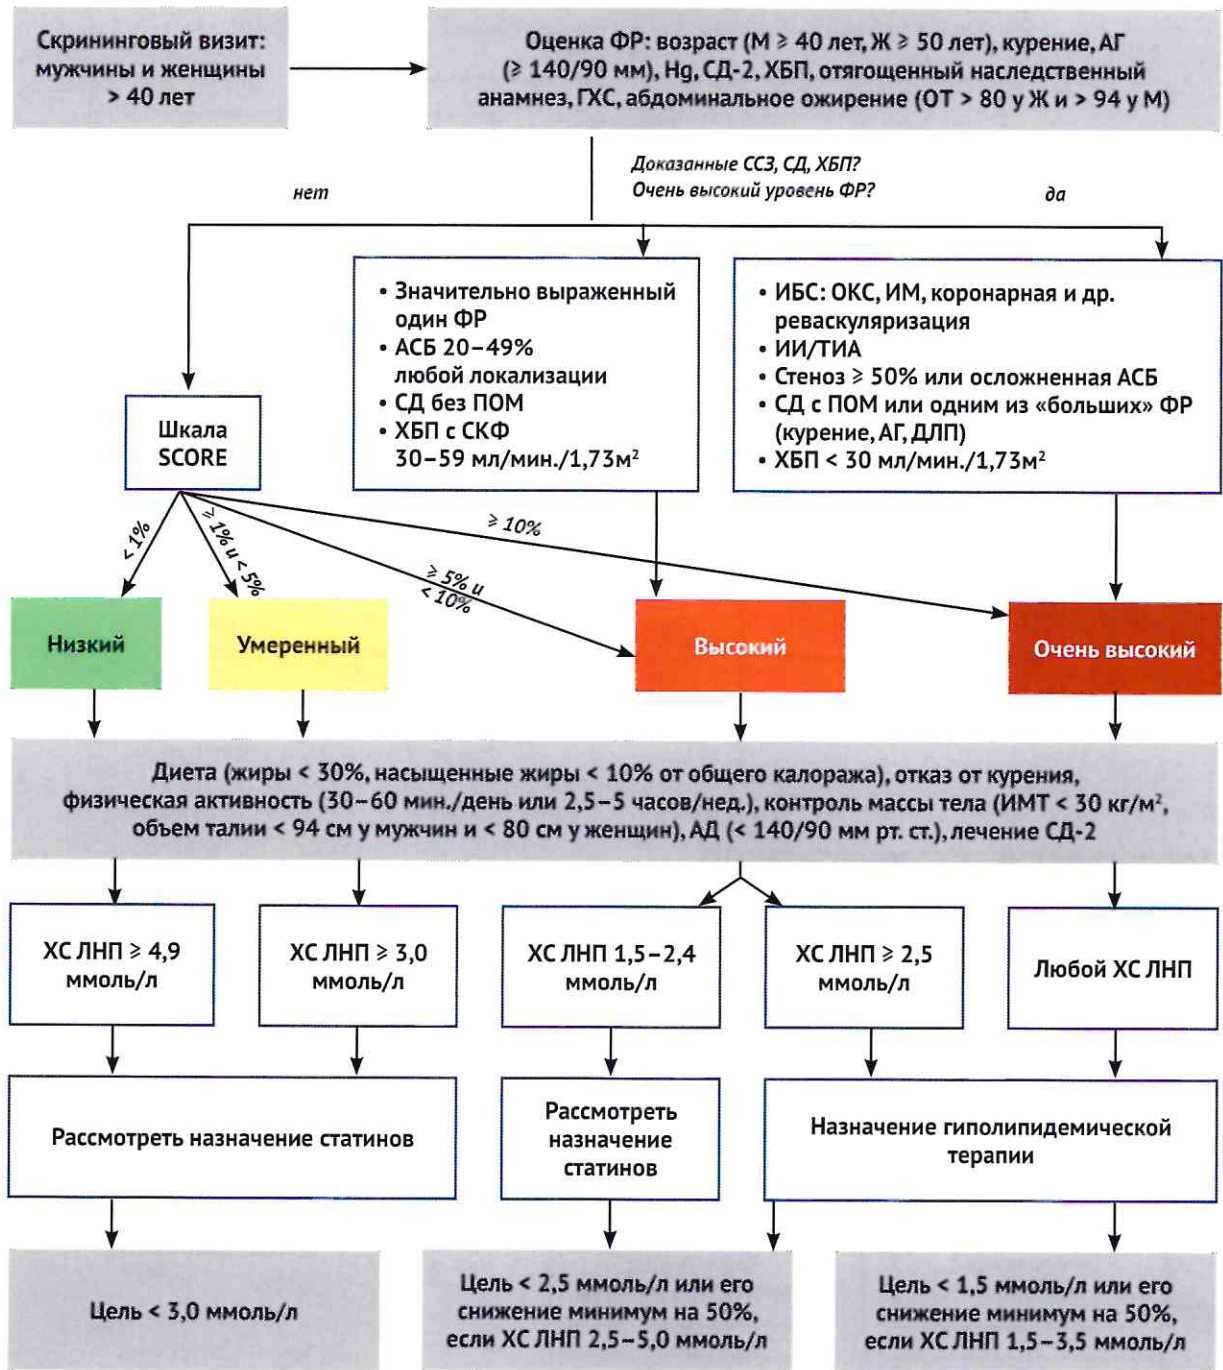 Скрининговый визит:
мужчины и женщины
> 40 лет
Оценка ФР: возраст (М ⩾ 40 лет, Ж ⩾ 50 лет), курение, АГ
(⩾ 140/90 мм), Hg, СД-2, ХБП, отягощенный наследственный
анамнез, ГХС, абдоминальное ожирение (ОТ > 80 у Ж и > 94 у М)
Доказанные ССЗ, СД, ХБП?
Очень высокий уровень ФР?
нет
да
• Значительно выраженный
один ФР
• АСБ 20–49%
любой локализации
• СД без ПОМ
• ХБП с СКФ
30–59 мл/мин./1,73м²
• ИБС: ОКС, ИМ, коронарная и др.
реваскуляризация
• ИИ/ТИА
• Стеноз ⩾ 50% или осложненная АСБ
• СД с ПОМ или одним из «больших» ФР
(курение, АГ, ДЛП)
• ХБП < 30 мл/мин./1,73м²
Шкала
SCORE
< 1%
⩾ 1% и < 5%
⩾ 5% и
< 10%
⩾ 10%
Низкий
Умеренный
Высокий
Очень высокий
Диета (жиры < 30%, насыщенные жиры < 10% от общего калоража), отказ от курения,
физическая активность (30–60 мин./день или 2,5–5 часов/нед.), контроль массы тела (ИМТ < 30 кг/м²,
объем талии < 94 см у мужчин и < 80 см у женщин), АД (< 140/90 мм рт. ст.), лечение СД-2
ХС ЛНП ⩾ 4,9
ммоль/л
ХС ЛНП ⩾ 3,0
ммоль/л
ХС ЛНП 1,5–2,4
ммоль/л
ХС ЛНП ⩾ 2,5
ммоль/л
Любой ХС ЛНП
Рассмотреть назначение статинов
Рассмотреть
назначение
статинов
Назначение гиполипидемической
терапии
Цель < 3,0 ммоль/л
Цель < 2,5 ммоль/л или его
снижение минимум на 50%,
если ХС ЛНП 2,5–5,0 ммоль/л
Цель < 1,5 ммоль/л или его
снижение минимум на 50%,
если ХС ЛНП 1,5–3,5 ммоль/л